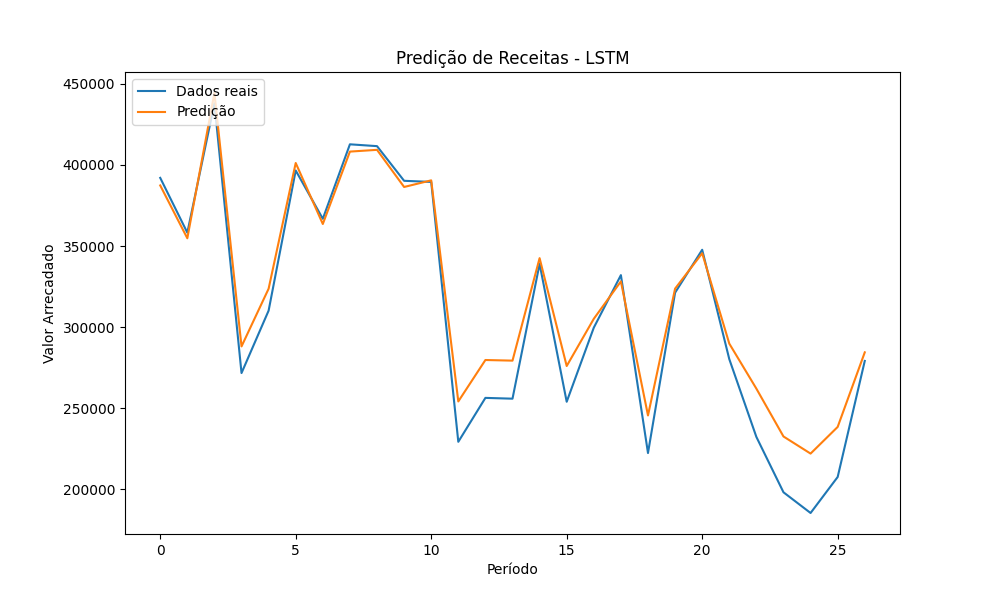 Predição de Receitas - LSTM
Dados reais
Predição
450000
400000
350000
300000
250000
200000
Valor Arrecadado
0 5 10 15 20 25
Período